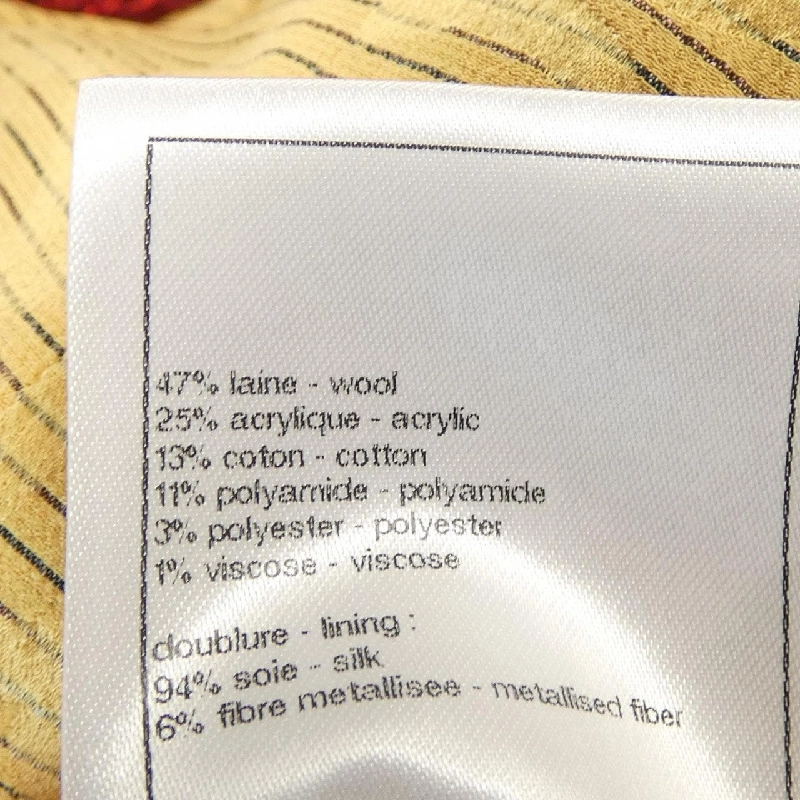 47% laine - wool
25% acrylique - acrylic
13% coton - cotton
11% polyamide - polyamide
3% polyester - polyester
1% viscose - viscose
doublure - lining :
94% soie - silk
6% fibre metallisee - metallised fiber